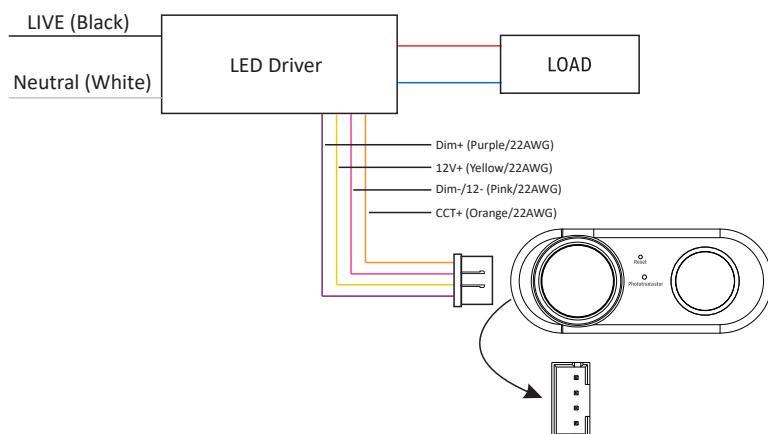 LIVE (Black)
LED Driver
LOAD
Neutral (White)
Dim+ (Purple/22AWG)
12V+ (Yellow/22AWG)
Dim-/12- (Pink/22AWG)
CCT+ (Orange/22AWG)
Reset
Phototransistor